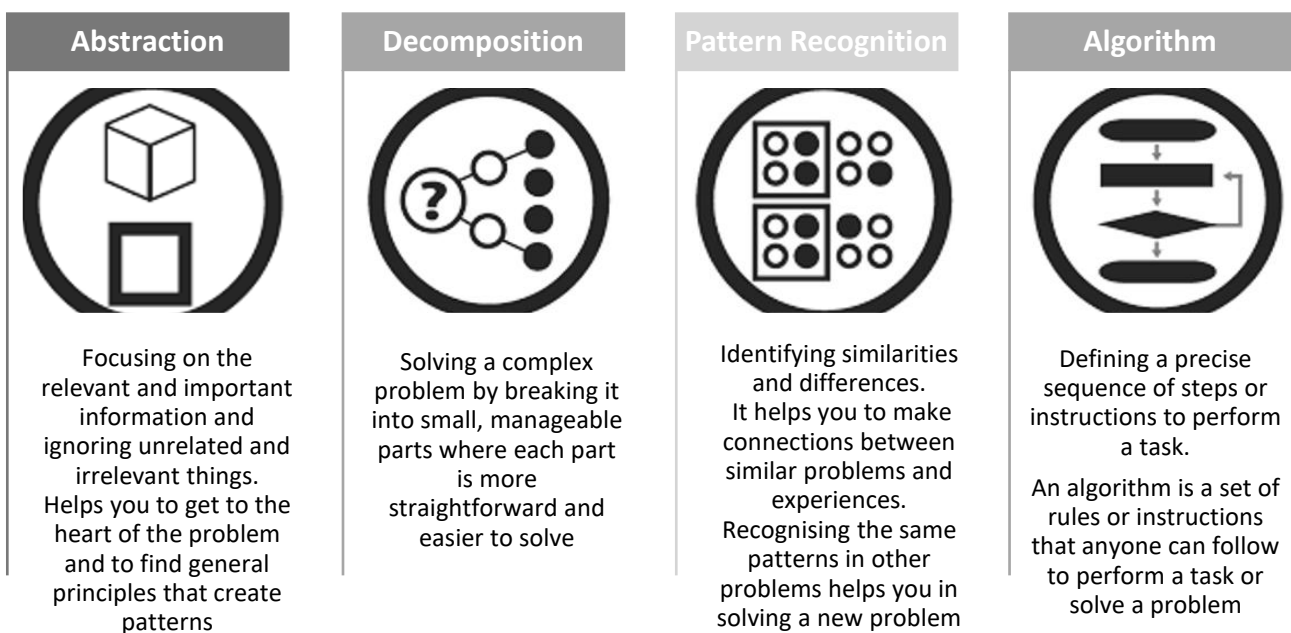 Abstraction
Focusing on the
relevant and important
information and
ignoring unrelated and
irrelevant things.
Helps you to get to the
heart of the problem
and to find general
principles that create
patterns
Decomposition
?
Solving a complex
problem by breaking it
into small, manageable
parts where each part
is more
straightforward and
easier to solve
Pattern Recognition
Identifying similarities
and differences.
It helps you to make
connections between
similar problems and
experiences.
Recognising the same
patterns in other
problems helps you in
solving a new problem
Algorithm
Defining a precise
sequence of steps or
instructions to perform
a task.
An algorithm is a set of
rules or instructions
that anyone can follow
to perform a task or
solve a problem